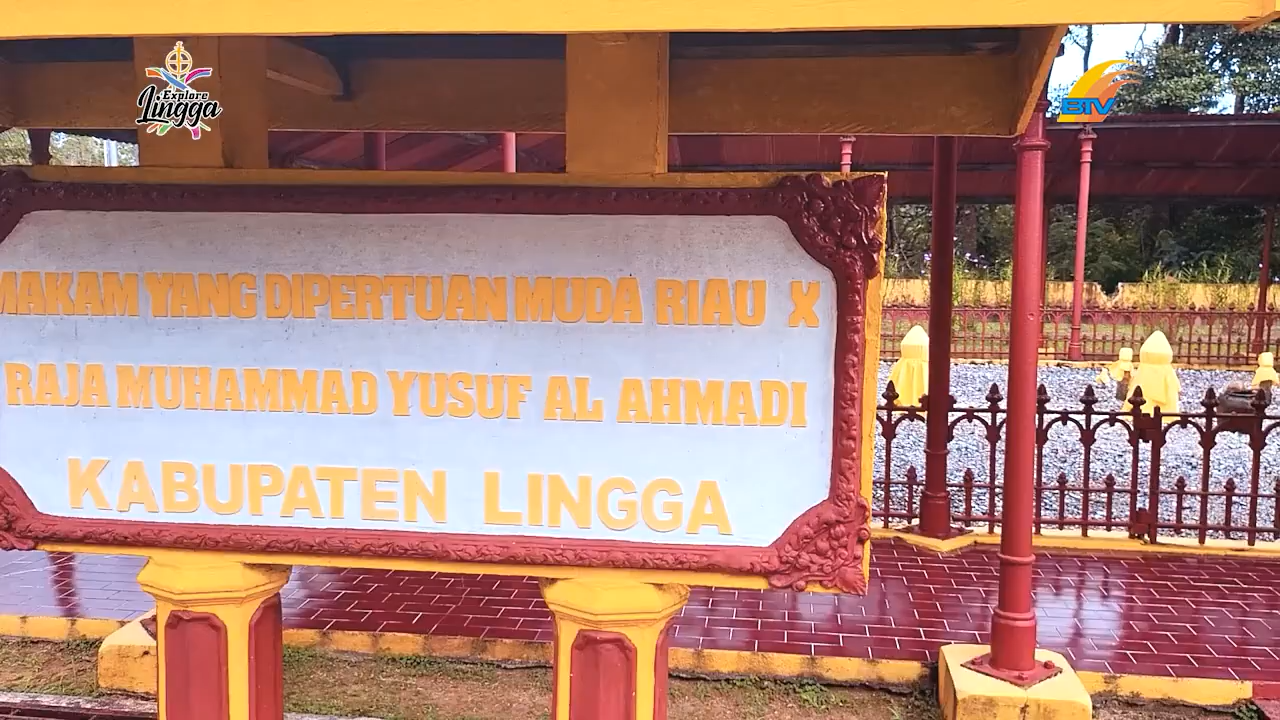 Explore
Lingga
BTV
MAKAM YANG DIPERTUAN MUDA RIAU X
RAJA MUHAMMAD YUSUF AL AHMADI
KABUPATEN LINGGA